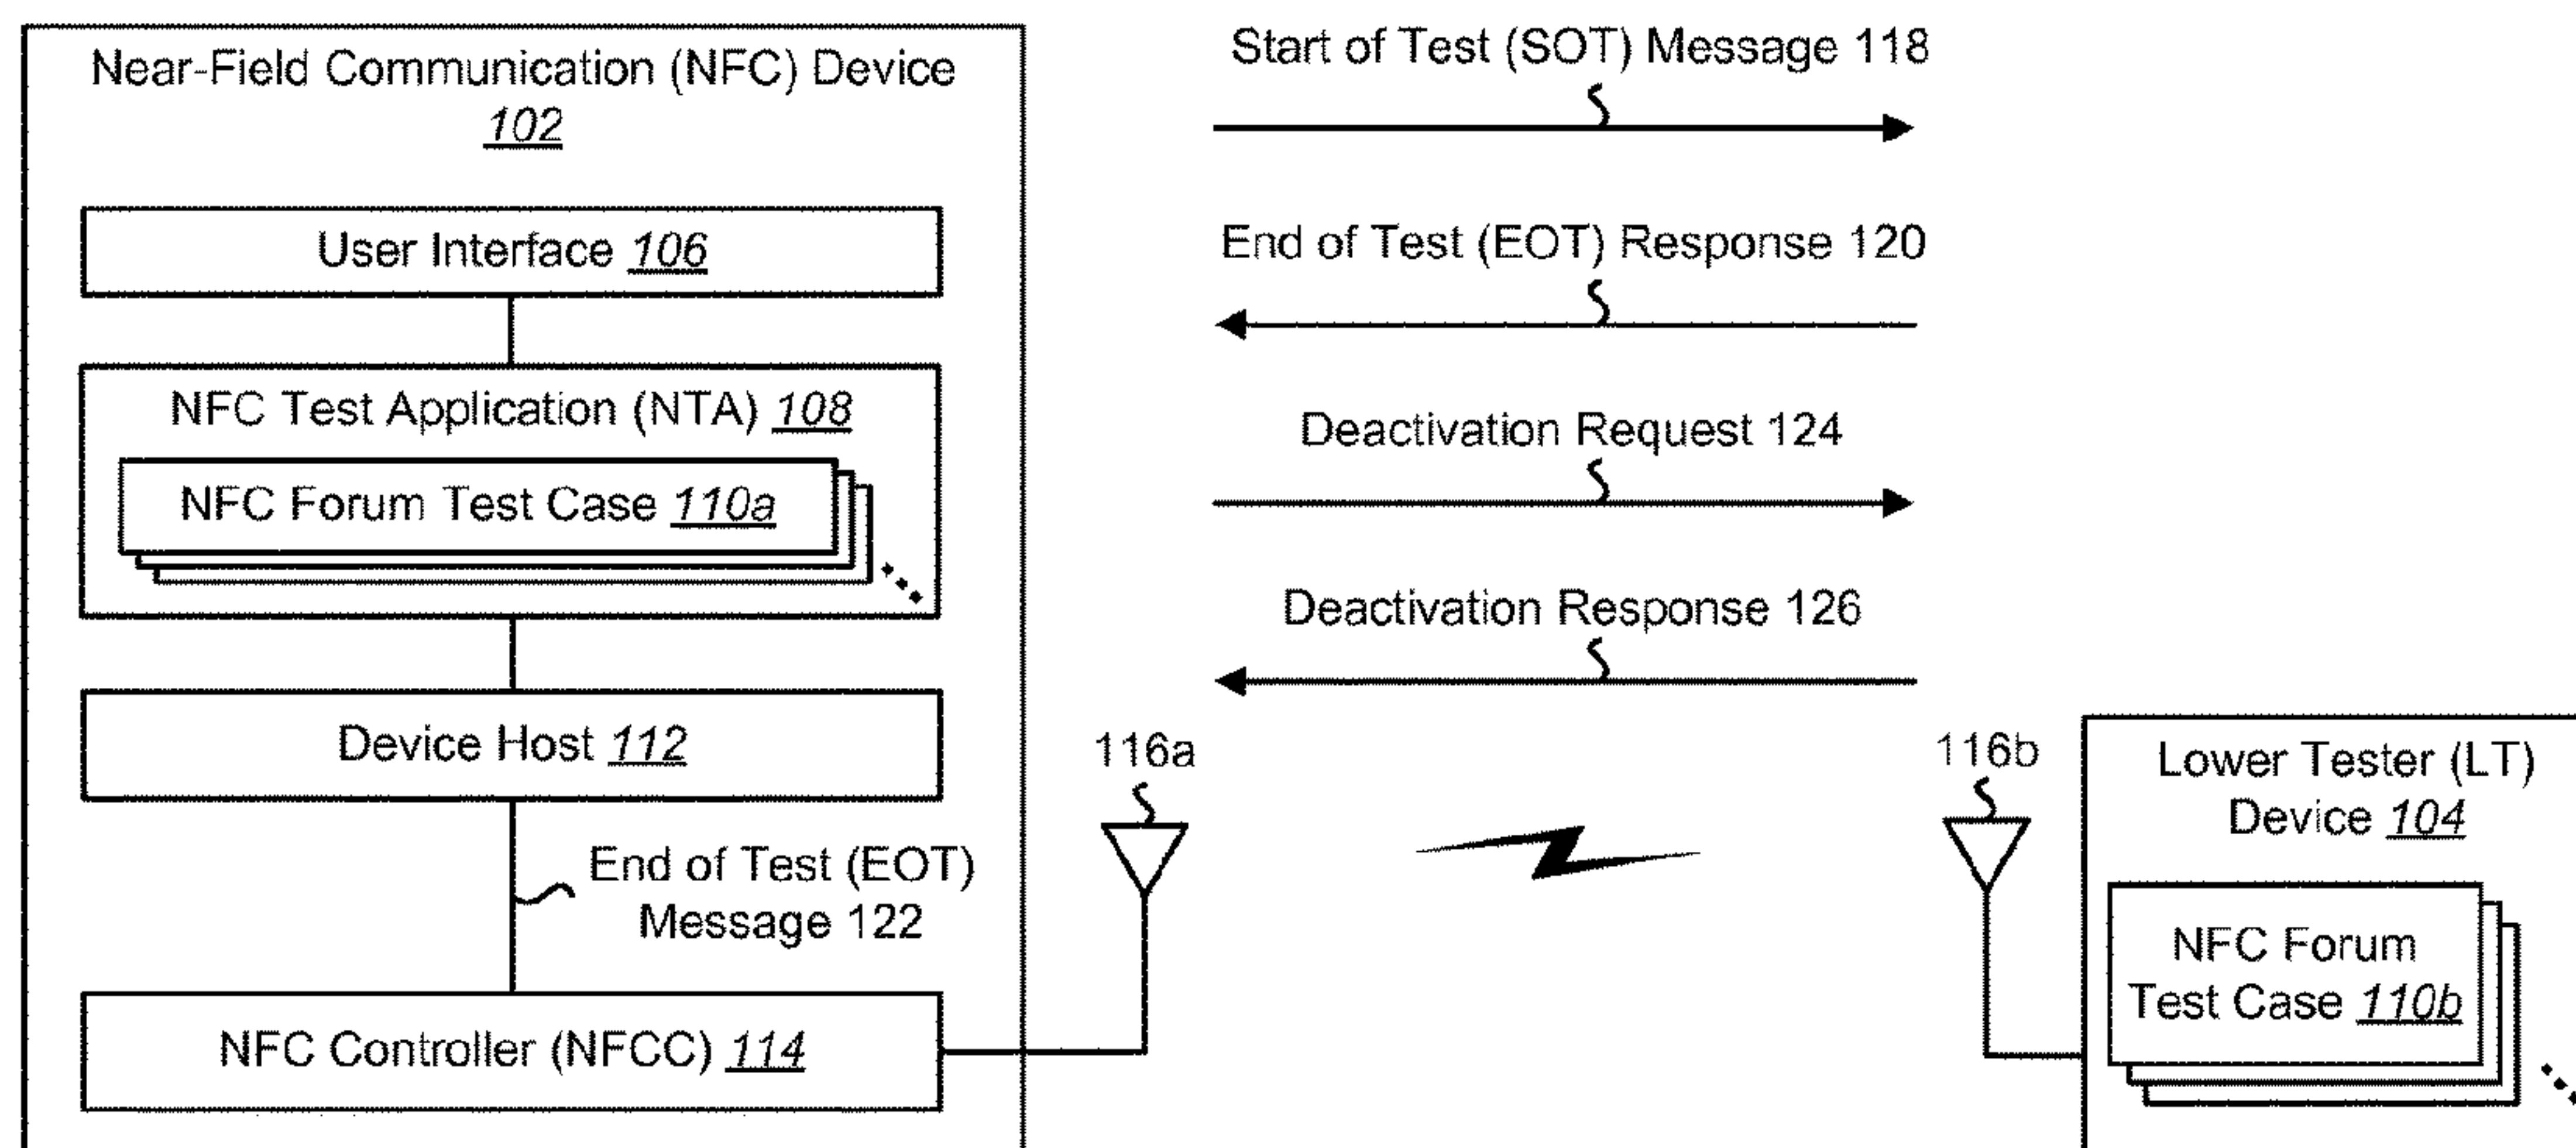 Near-Field Communication (NFC) Device
102
User Interface 106
NFC Test Application (NTA) 108
NFC Forum Test Case 110a
Device Host 112
End of Test (EOT)
Message 122
NFC Controller (NFCC) 114
Start of Test (SOT) Message 118
End of Test (EOT) Response 120
Deactivation Request 124
Deactivation Response 126
116a
116b
Lower Tester (LT)
Device 104
NFC Forum
Test Case 110b